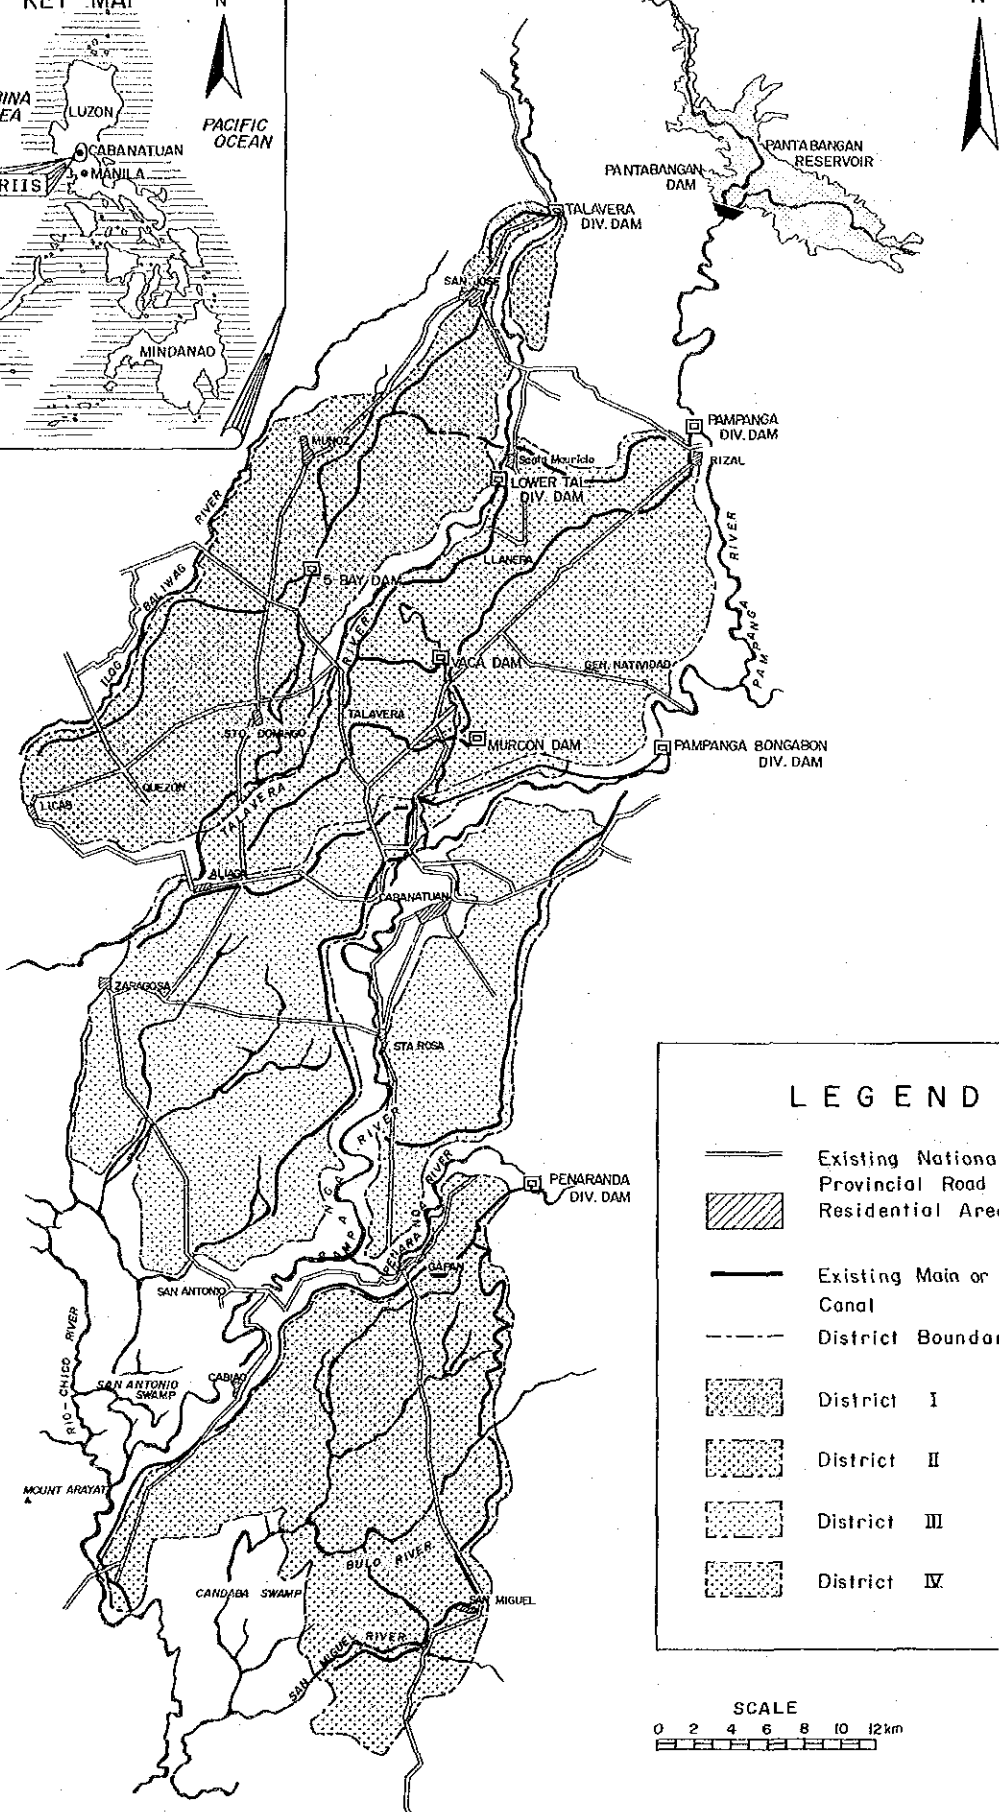 KEY MAP
N
N
LUZON
PACIFIC
OCEAN
CABANATUAN
MANILA
RIIS
MINDANAO
PANTABANGAN
RESERVOIR
PANTABANGAN
DAM
TALAVERA
DIV. DAM
SAN JOSE
PAMPANGA
DIV. DAM
MUNOZ
RIZAL
LOWER TAL
DIV. DAM
RIVER
RIVER
LLANERA
5 BAY DAM
BALIWAG
RIVER
PAMPANGA
VACA DAM
GEN. NATIVIDAD
ILOG
TALAVERA
STO. DOMINGO
MURCON DAM
PAMPANGA BONGABON
DIV. DAM
QUEZON
LICAB
TALAVERA
ALIAGA
CABANATUAN
ZARAGOSA
STA. ROSA
RIVER
PAMPANGA
RIVER
PENARANDA
PENARANDA
DIV. DAM
GAPAN
SAN ANTONIO
RIO-CHICO RIVER
CABIAO
SAN ANTONIO
SWAMP
MOUNT ARAYAT
BULO RIVER
CANDABA SWAMP
SAN MIGUEL
SAN MIGUEL RIVER
LEGEND
Existing Nationa
Provincial Road
Residential Are
Existing Main or
Canal
District Boundar
District I
District II
District III
District IV
SCALE
0 2 4 6 8 10 12km